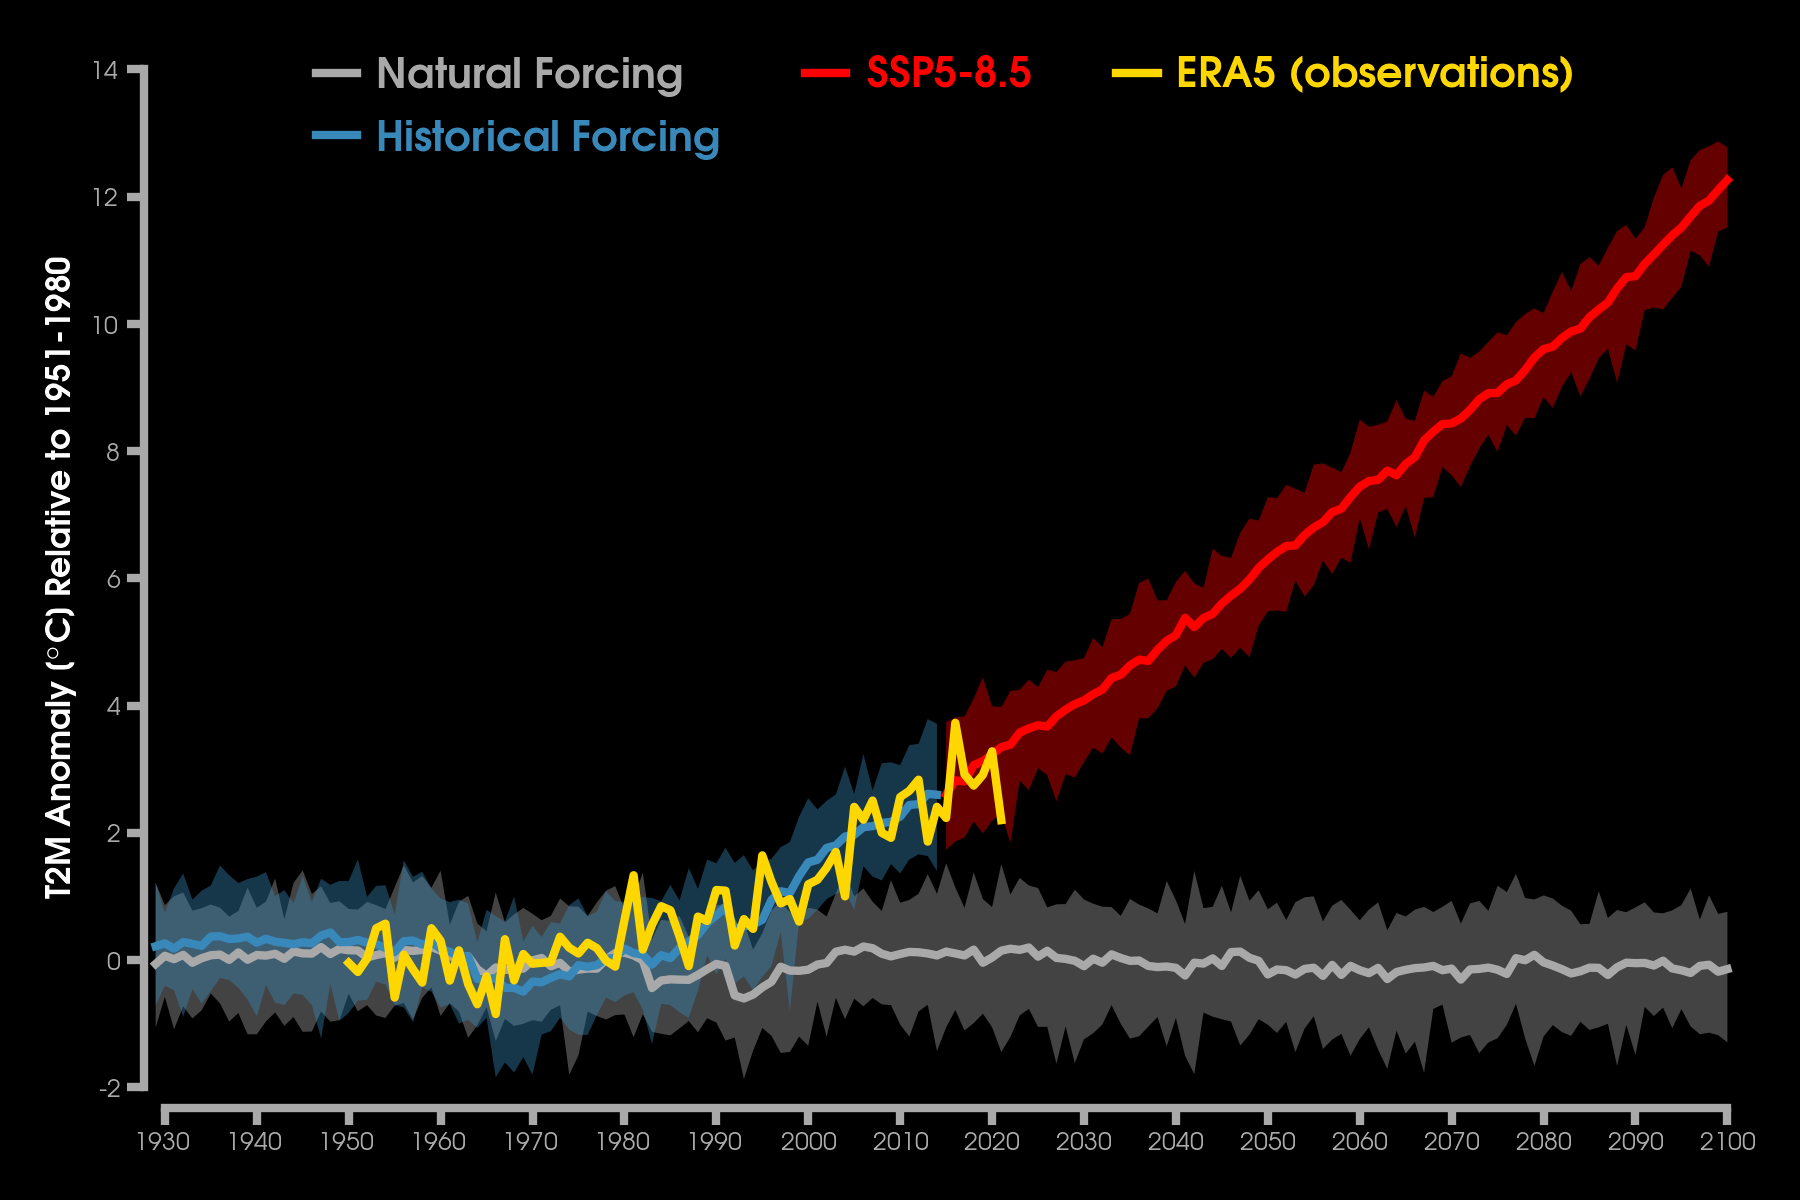 Natural Forcing
SSP5-8.5
ERA5 (observations)
Historical Forcing
T2M Anomaly (°C) Relative to 1951-1980
14
12
10
8
6
4
2
0
-2
1930 1940 1950 1960 1970 1980 1990 2000 2010 2020 2030 2040 2050 2060 2070 2080 2090 2100